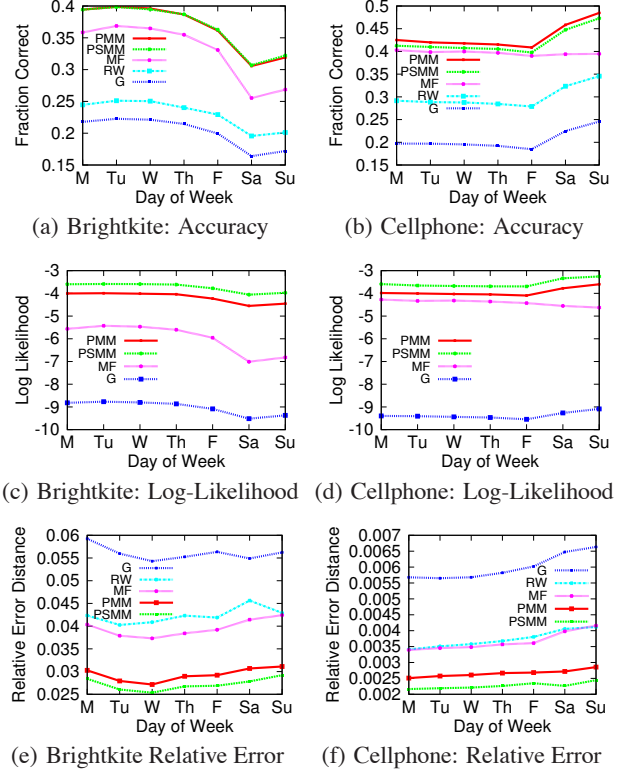 0.4
0.35
0.3
0.25
0.2
0.15
Fraction Correct
PMM
PSMM
MF
RW
G
M Tu W Th F Sa Su
Day of Week
(a) Brightkite: Accuracy
0.5
0.45
0.4
0.35
0.3
0.25
0.2
0.15
Fraction Correct
PMM
PSMM
MF
RW
G
M Tu W Th F Sa Su
Day of Week
(b) Cellphone: Accuracy
-3
-4
-5
-6
-7
-8
-9
-10
Log Likelihood
PMM
PSMM
MF
G
M Tu W Th F Sa Su
Day of Week
(c) Brightkite: Log-Likelihood
-3
-4
-5
-6
-7
-8
-9
-10
Log Likelihood
PMM
PSMM
MF
G
M Tu W Th F Sa Su
Day of Week
(d) Cellphone: Log-Likelihood
0.06
0.055
0.05
0.045
0.04
0.035
0.03
0.025
Relative Error Distance
G
RW
MF
PMM
PSMM
M Tu W Th F Sa Su
Day of Week
(e) Brightkite Relative Error
0.007
0.0065
0.006
0.0055
0.005
0.0045
0.004
0.0035
0.003
0.0025
0.002
Relative Error Distance
G
RW
MF
PMM
PSMM
M Tu W Th F Sa Su
Day of Week
(f) Cellphone: Relative Error